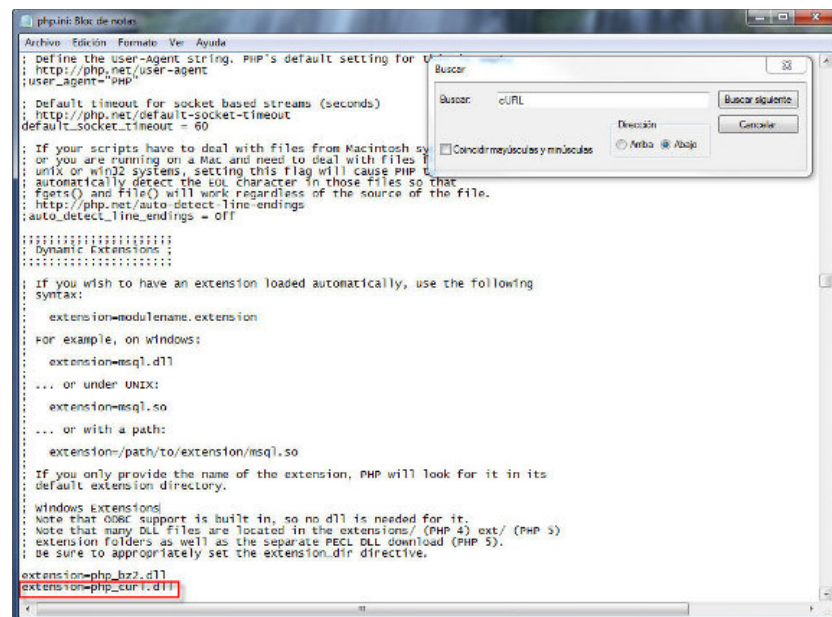 php.ini: Bloc de notas
Archivo Edición Formato Ver Ayuda
; Define the User-Agent string. PHP's default setting for
; http://php.net/user-agent
;user_agent="PHP"
; Default timeout for socket based streams (seconds)
; http://php.net/default-socket-timeout
default_socket_timeout = 60
; If your scripts have to deal with files from Macintosh
; or you are running on a Mac and need to deal with files
; unix or win32 systems, setting this flag will cause PHP
; automatically detect the EOL character in those files so that
; fgets() and file() will work regardless of the source of the file.
; http://php.net/auto-detect-line-endings
;auto_detect_line_endings = Off
;;;;;;;;;;;;;;;;;;;;;;
; Dynamic Extensions ;
;;;;;;;;;;;;;;;;;;;;;;
; If you wish to have an extension loaded automatically, use the following
; syntax:
;
; extension=modulename.extension
;
; For example, on Windows:
;
; extension=msql.dll
;
; ... or under UNIX:
;
; extension=msql.so
;
; ... or with a path:
;
; extension=/path/to/extension/msql.so
;
; If you only provide the name of the extension, PHP will look for it in its
; default extension directory.
;
; Windows Extensions
; Note that ODBC support is built in, so no dll is needed for it.
; Note that many DLL files are located in the extensions/ (PHP 4) ext/ (PHP 5)
; extension folders as well as the separate PECL DLL download (PHP 5).
; Be sure to appropriately set the extension_dir directive.
extension=php_bz2.dll
extension=php_curl.dll
Buscar
Buscar: cURL
Buscar siguiente
Dirección
Cancelar
Coincidir mayúsculas y minúsculas
Arriba Abajo